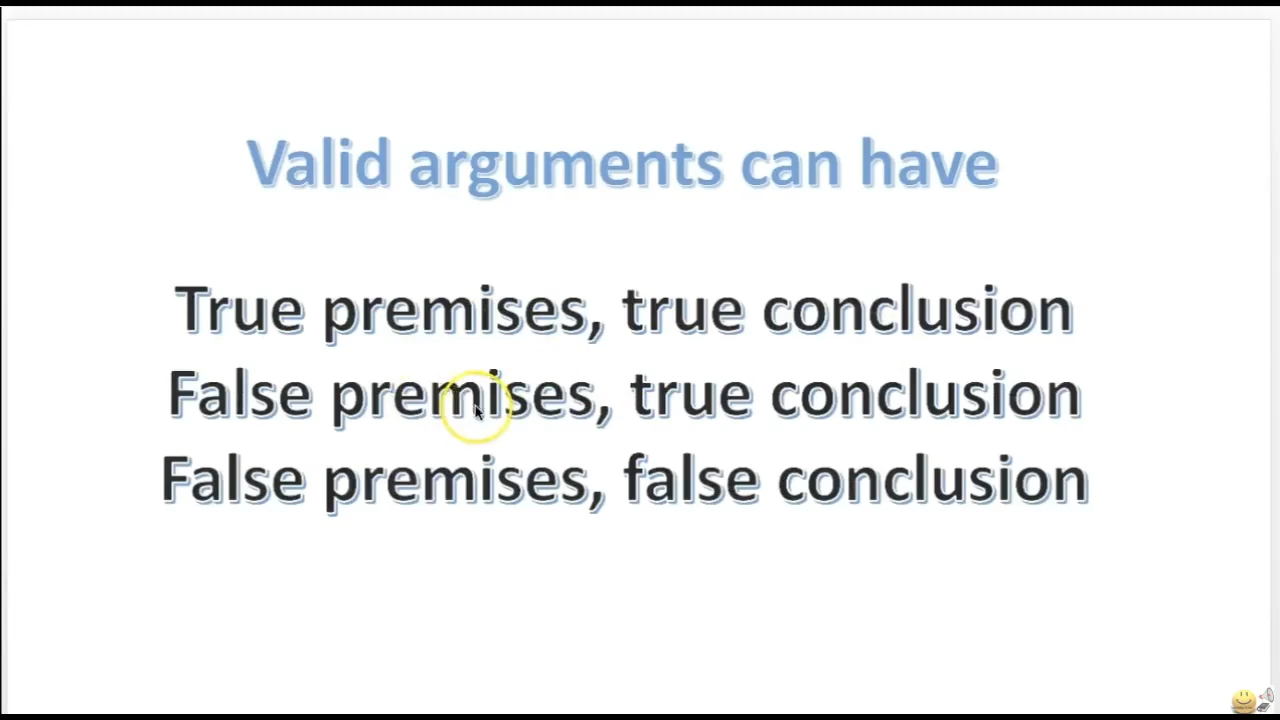 Valid arguments can have
True premises, true conclusion
False premises, true conclusion
False premises, false conclusion